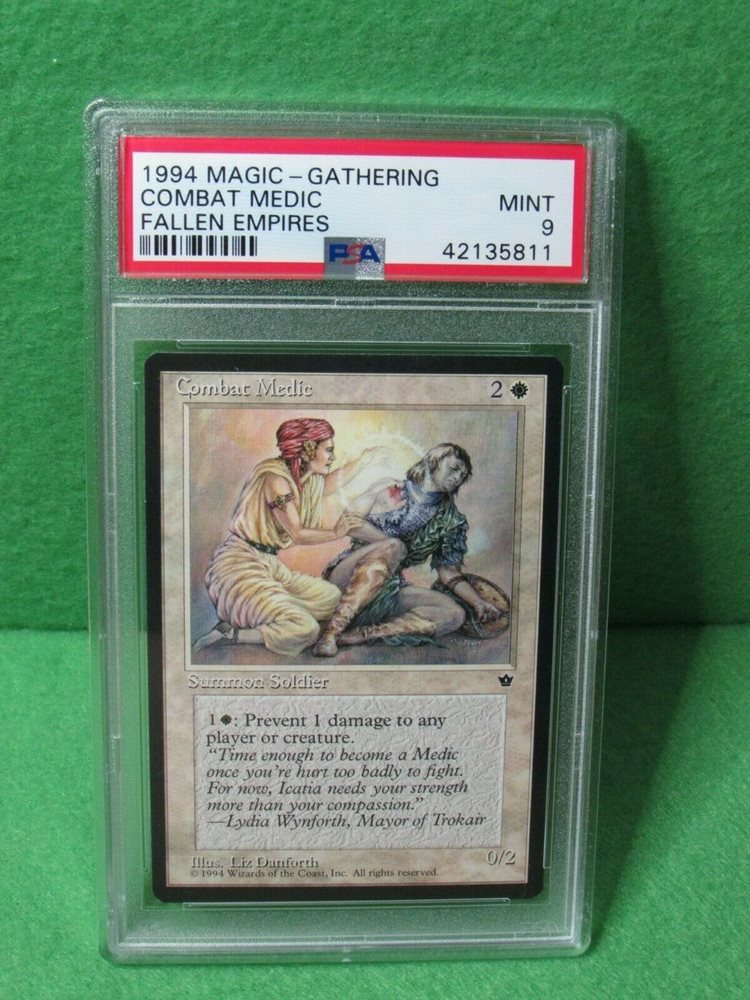 1994 MAGIC – GATHERING
COMBAT MEDIC MINT
FALLEN EMPIRES 9
PSA 42135811
Combat Medic 2
Summon Soldier
1 : Prevent 1 damage to any
player or creature.
“Time enough to become a Medic
once you're hurt too badly to fight.
For now, Icatia needs your strength
more than your compassion.”
—Lydia Wynforth, Mayor of Trokair
Illus. Liz Danforth 0/2
© 1994 Wizards of the Coast, Inc. All rights reserved.